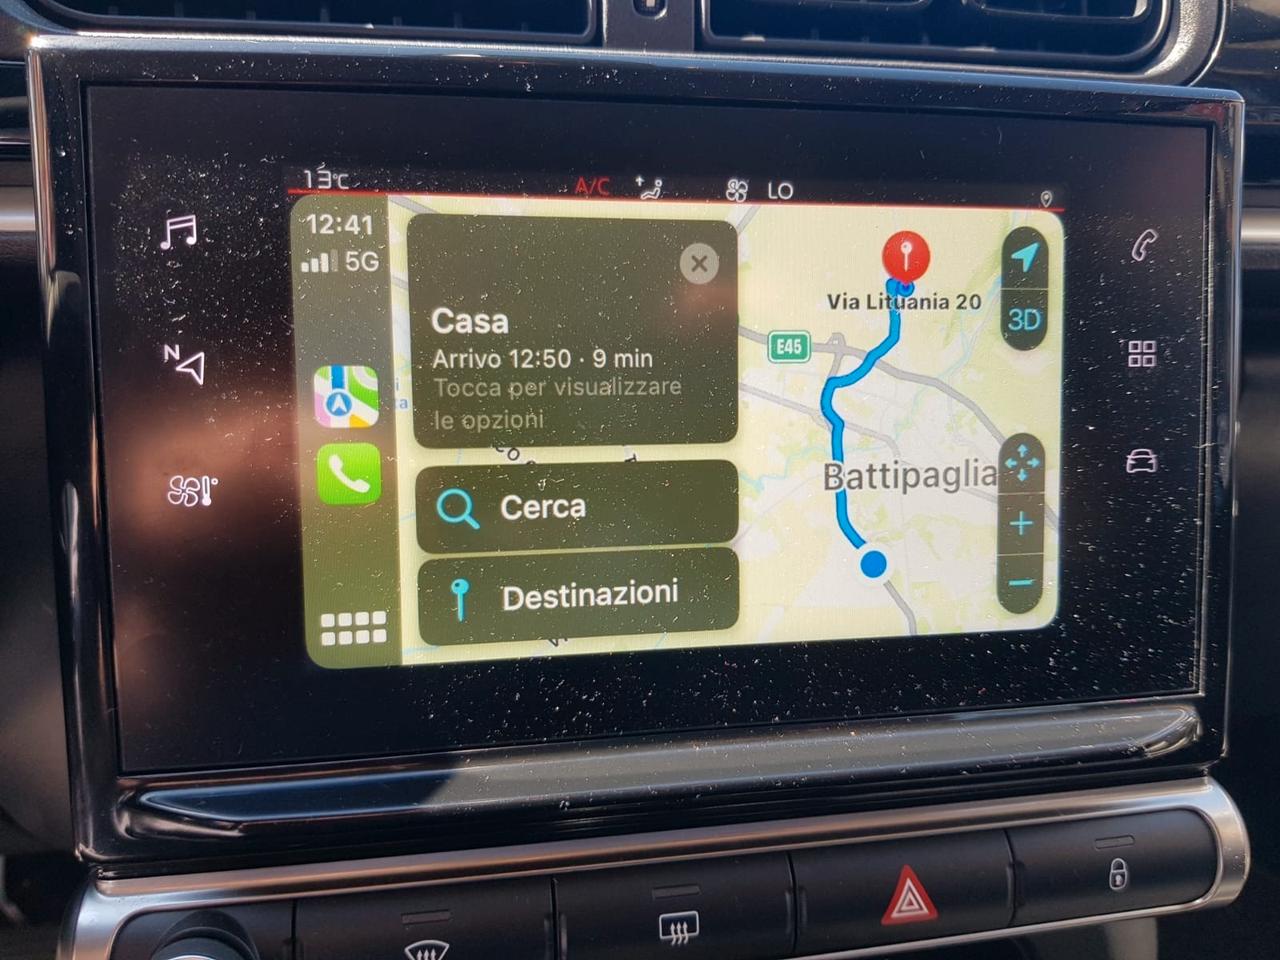 13°C
A/C
LO
12:41
5G
Casa
Arrivo 12:50 · 9 min
Tocca per visualizzare
le opzioni
Cerca
Destinazioni
Via Lituania 20
E45
Battipaglia
3D
N